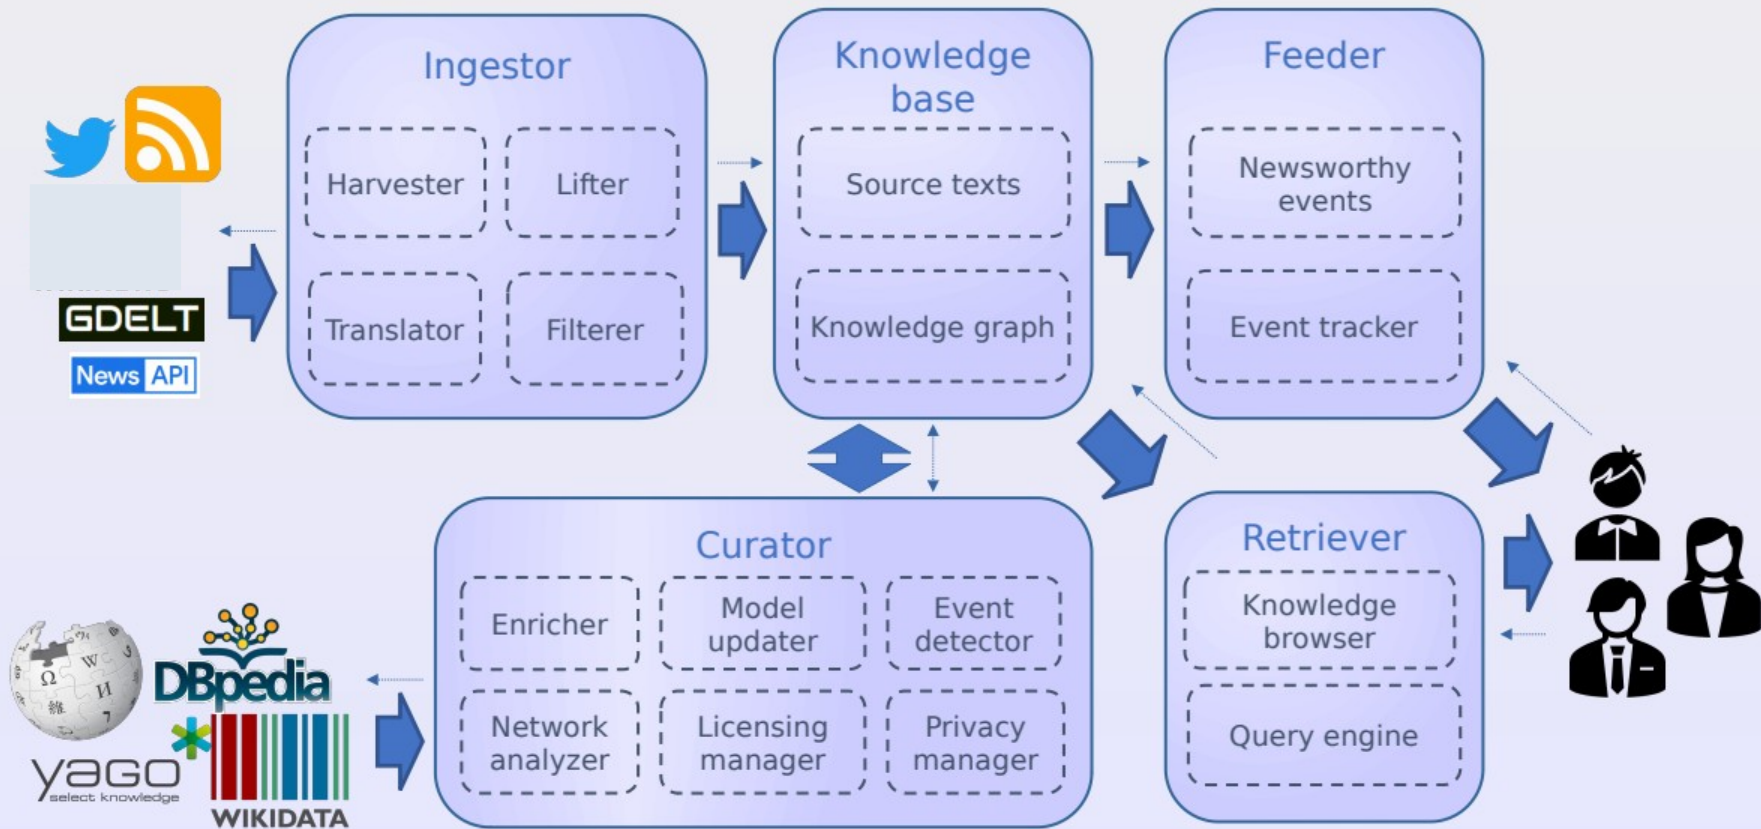 Ingestor
Harvester
Lifter
Translator
Filterer
Knowledge
base
Source texts
Knowledge graph
Feeder
Newsworthy
events
Event tracker
GDELT
News API
Curator
Enricher
Model
updater
Event
detector
Network
analyzer
Licensing
manager
Privacy
manager
Retriever
Knowledge
browser
Query engine
W
Ω
И
維
7
DBpedia
yAGO
select knowledge
WIKIDATA